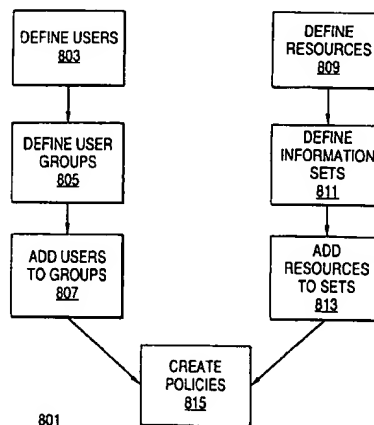 DEFINE USERS
803
DEFINE USER
GROUPS
805
ADD USERS
TO GROUPS
807
DEFINE
RESOURCES
809
DEFINE
INFORMATION
SETS
811
ADD
RESOURCES
TO SETS
813
CREATE
POLICIES
815
801